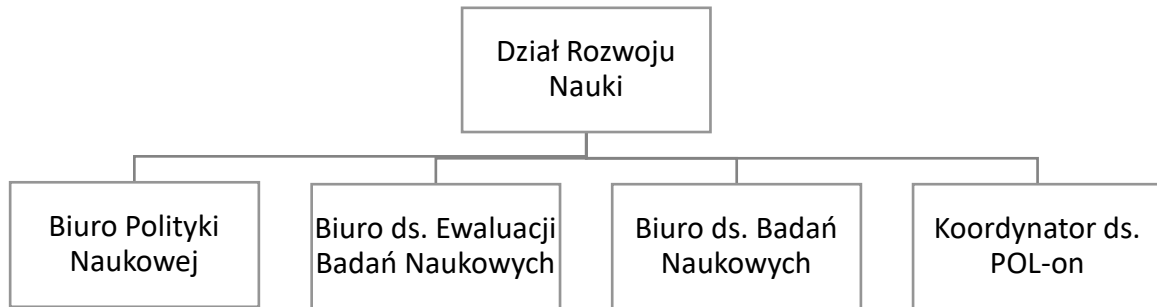 Dział Rozwoju
Nauki
Biuro Polityki
Naukowej
Biuro ds. Ewaluacji
Badań Naukowych
Biuro ds. Badań
Naukowych
Koordynator ds.
POL-on